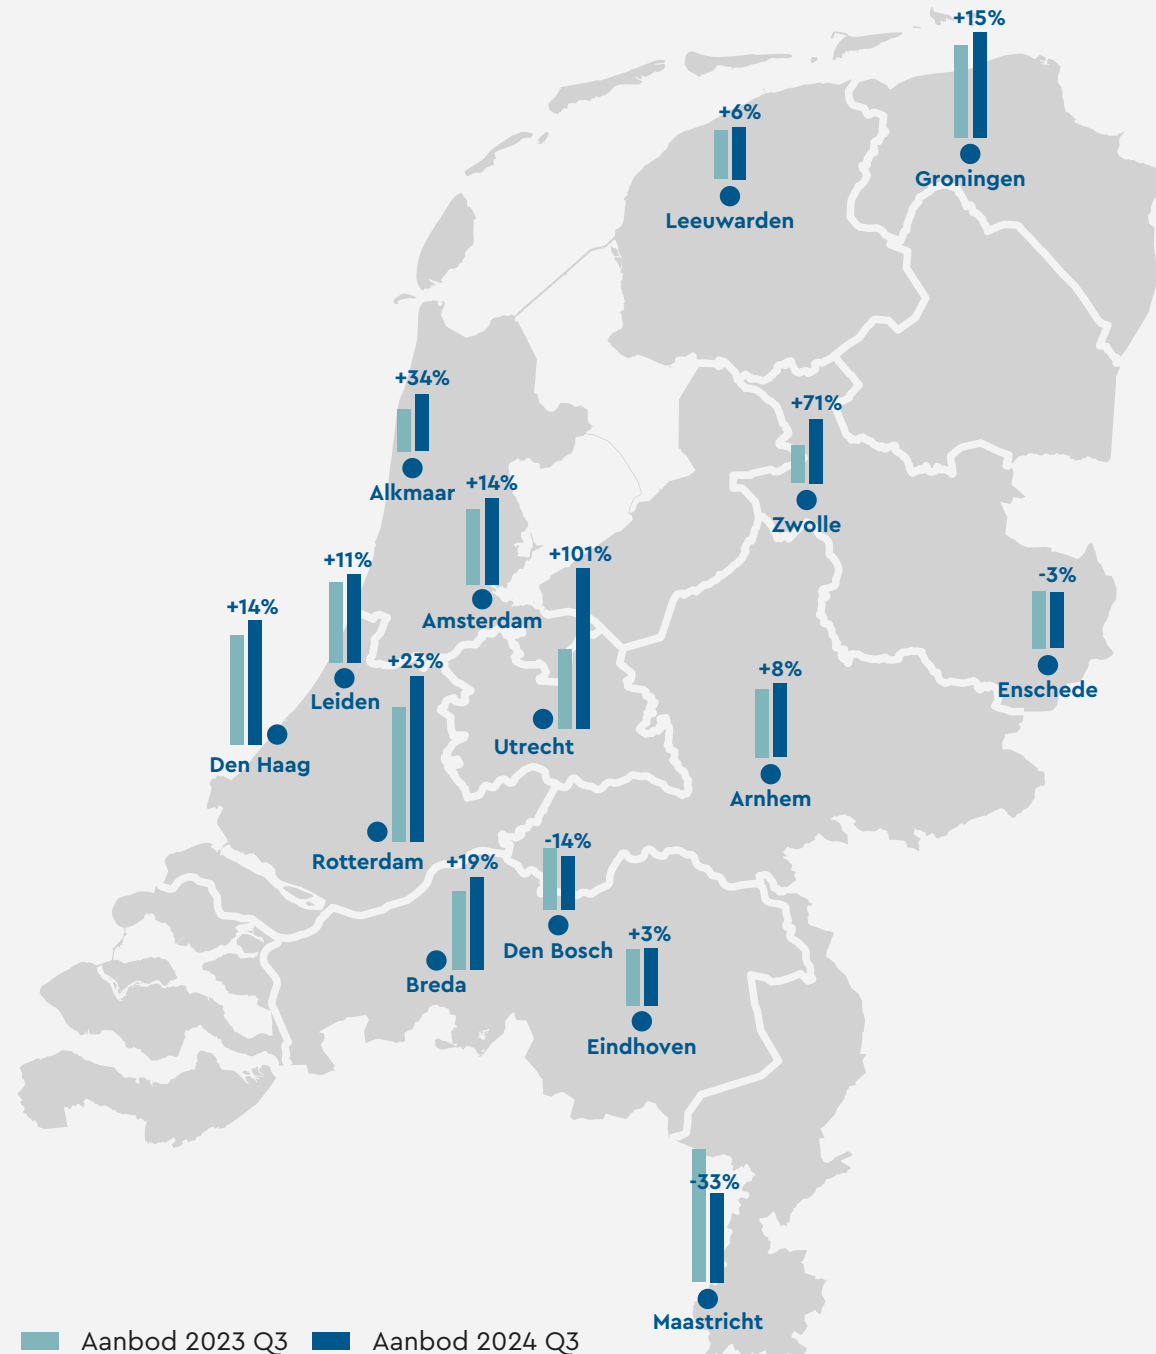 +15%
Groningen
+6%
Leeuwarden
+34%
Alkmaar
+71%
Zwolle
+14%
Amsterdam
+101%
Utrecht
+11%
Leiden
-3%
Enschede
+14%
Den Haag
+23%
Rotterdam
+8%
Arnhem
-14%
Den Bosch
+19%
Breda
+3%
Eindhoven
-33%
Maastricht
Aanbod 2023 Q3 Aanbod 2024 Q3